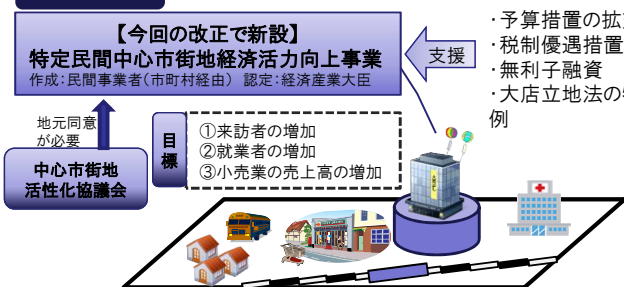 【今回の改正で新設】
特定民間中心市街地経済活力向上事業
作成：民間事業者（市町村経由） 認定：経済産業大臣
支援
・予算措置の拡
・税制優遇措置
・無利子融資
・大店立地法の
例
地元同意
が必要
中心市街地
活性化協議会
目標
①来訪者の増加
②就業者の増加
③小売業の売上高の増加